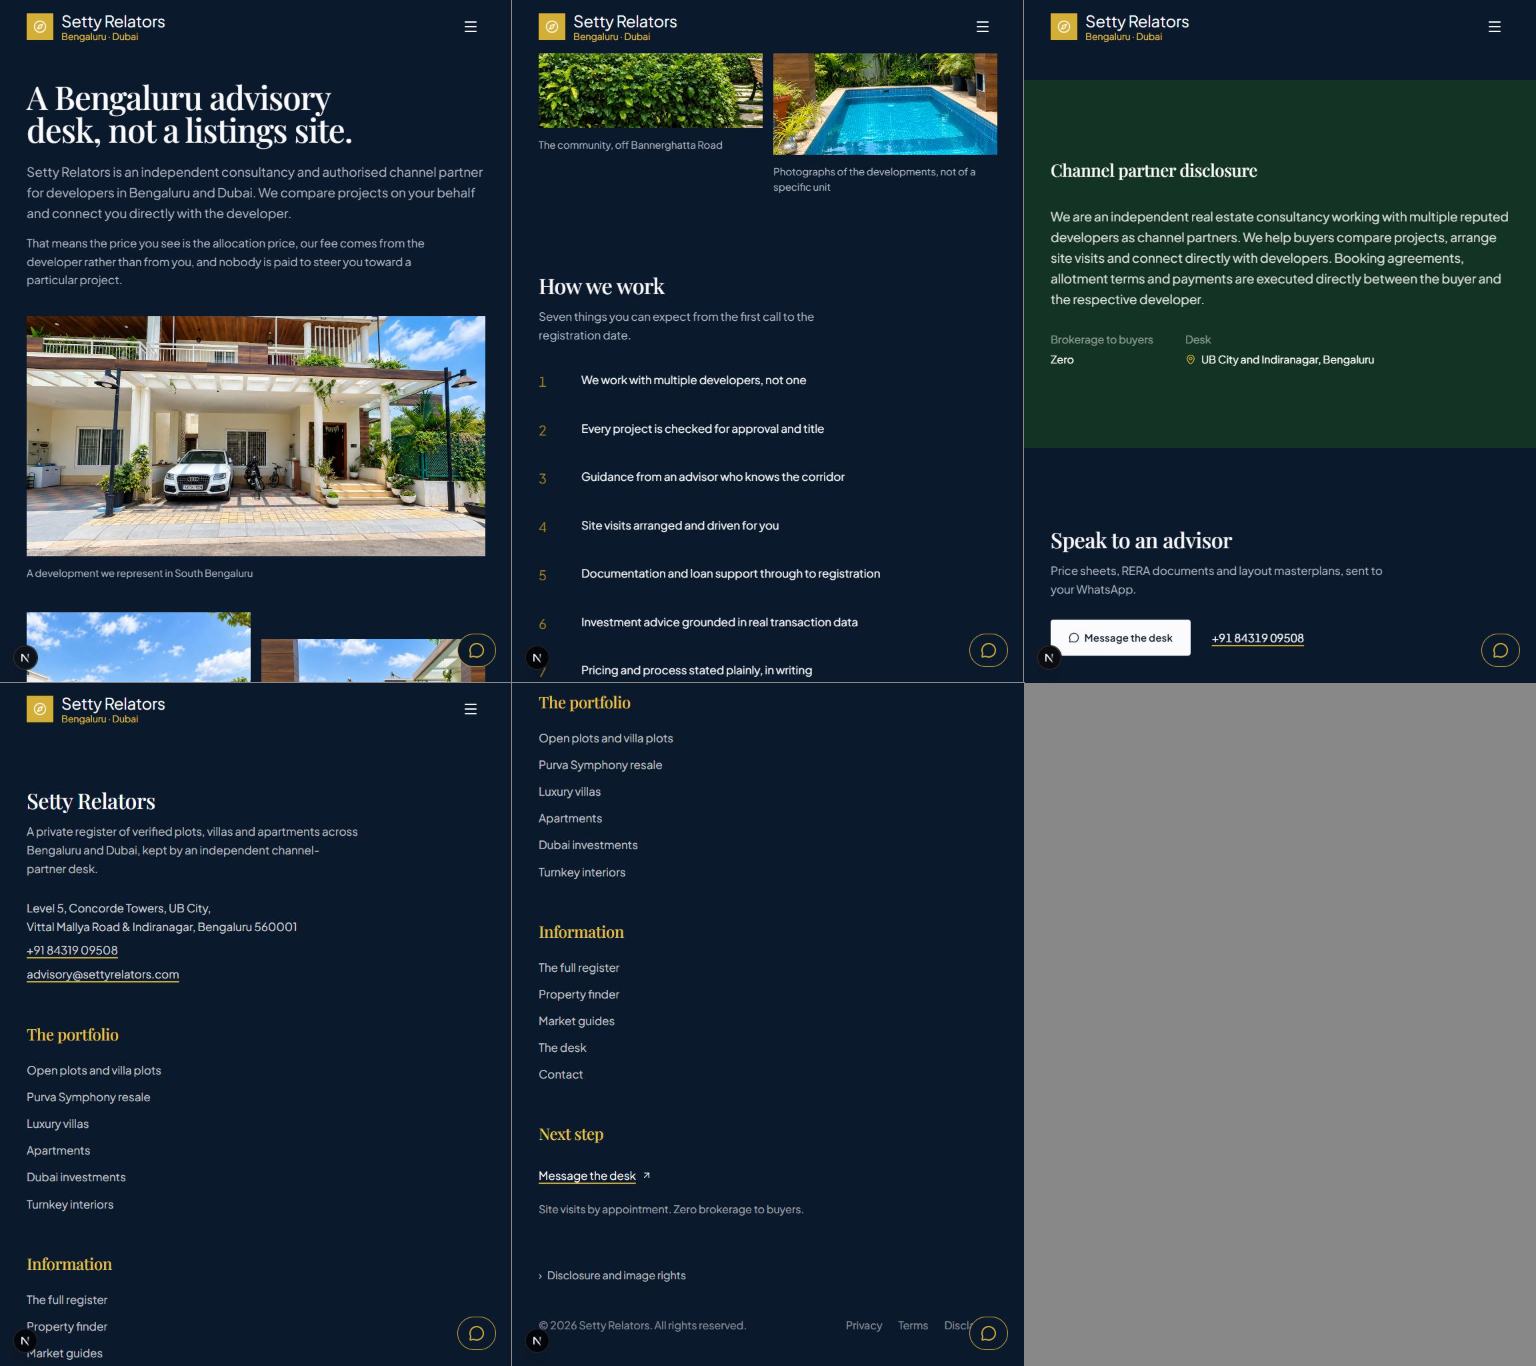 Setty Relators
Bengaluru · Dubai
A Bengaluru advisory
desk, not a listings site.
Setty Relators is an independent consultancy and authorised channel partner
for developers in Bengaluru and Dubai. We compare projects on your behalf
and connect you directly with the developer.
That means the price you see is the allocation price, our fee comes from the
developer rather than from you, and nobody is paid to steer you toward a
particular project.
A development we represent in South Bengaluru
N
Setty Relators
Bengaluru · Dubai
The community, off Bannerghatta Road
Photographs of the developments, not of a
specific unit
How we work
Seven things you can expect from the first call to the
registration date.
1 We work with multiple developers, not one
2 Every project is checked for approval and title
3 Guidance from an advisor who knows the corridor
4 Site visits arranged and driven for you
5 Documentation and loan support through to registration
6 Investment advice grounded in real transaction data
7 Pricing and process stated plainly, in writing
N
Setty Relators
Bengaluru · Dubai
Channel partner disclosure
We are an independent real estate consultancy working with multiple reputed
developers as channel partners. We help buyers compare projects, arrange
site visits and connect directly with developers. Booking agreements,
allotment terms and payments are executed directly between the buyer and
the respective developer.
Brokerage to buyers Desk
Zero UB City and Indiranagar, Bengaluru
Speak to an advisor
Price sheets, RERA documents and layout masterplans, sent to
your WhatsApp.
Message the desk +91 84319 09508
N
Setty Relators
Bengaluru · Dubai
Setty Relators
A private register of verified plots, villas and apartments across
Bengaluru and Dubai, kept by an independent channel-
partner desk.
Level 5, Concorde Towers, UB City,
Vittal Mallya Road & Indiranagar, Bengaluru 560001
+91 84319 09508
advisory@settyrelators.com
The portfolio
Open plots and villa plots
Purva Symphony resale
Luxury villas
Apartments
Dubai investments
Turnkey interiors
Information
The full register
Property finder
Market guides
N
The portfolio
Open plots and villa plots
Purva Symphony resale
Luxury villas
Apartments
Dubai investments
Turnkey interiors
Information
The full register
Property finder
Market guides
The desk
Contact
Next step
Message the desk ↗
Site visits by appointment. Zero brokerage to buyers.
› Disclosure and image rights
© 2026 Setty Relators. All rights reserved. Privacy Terms
N